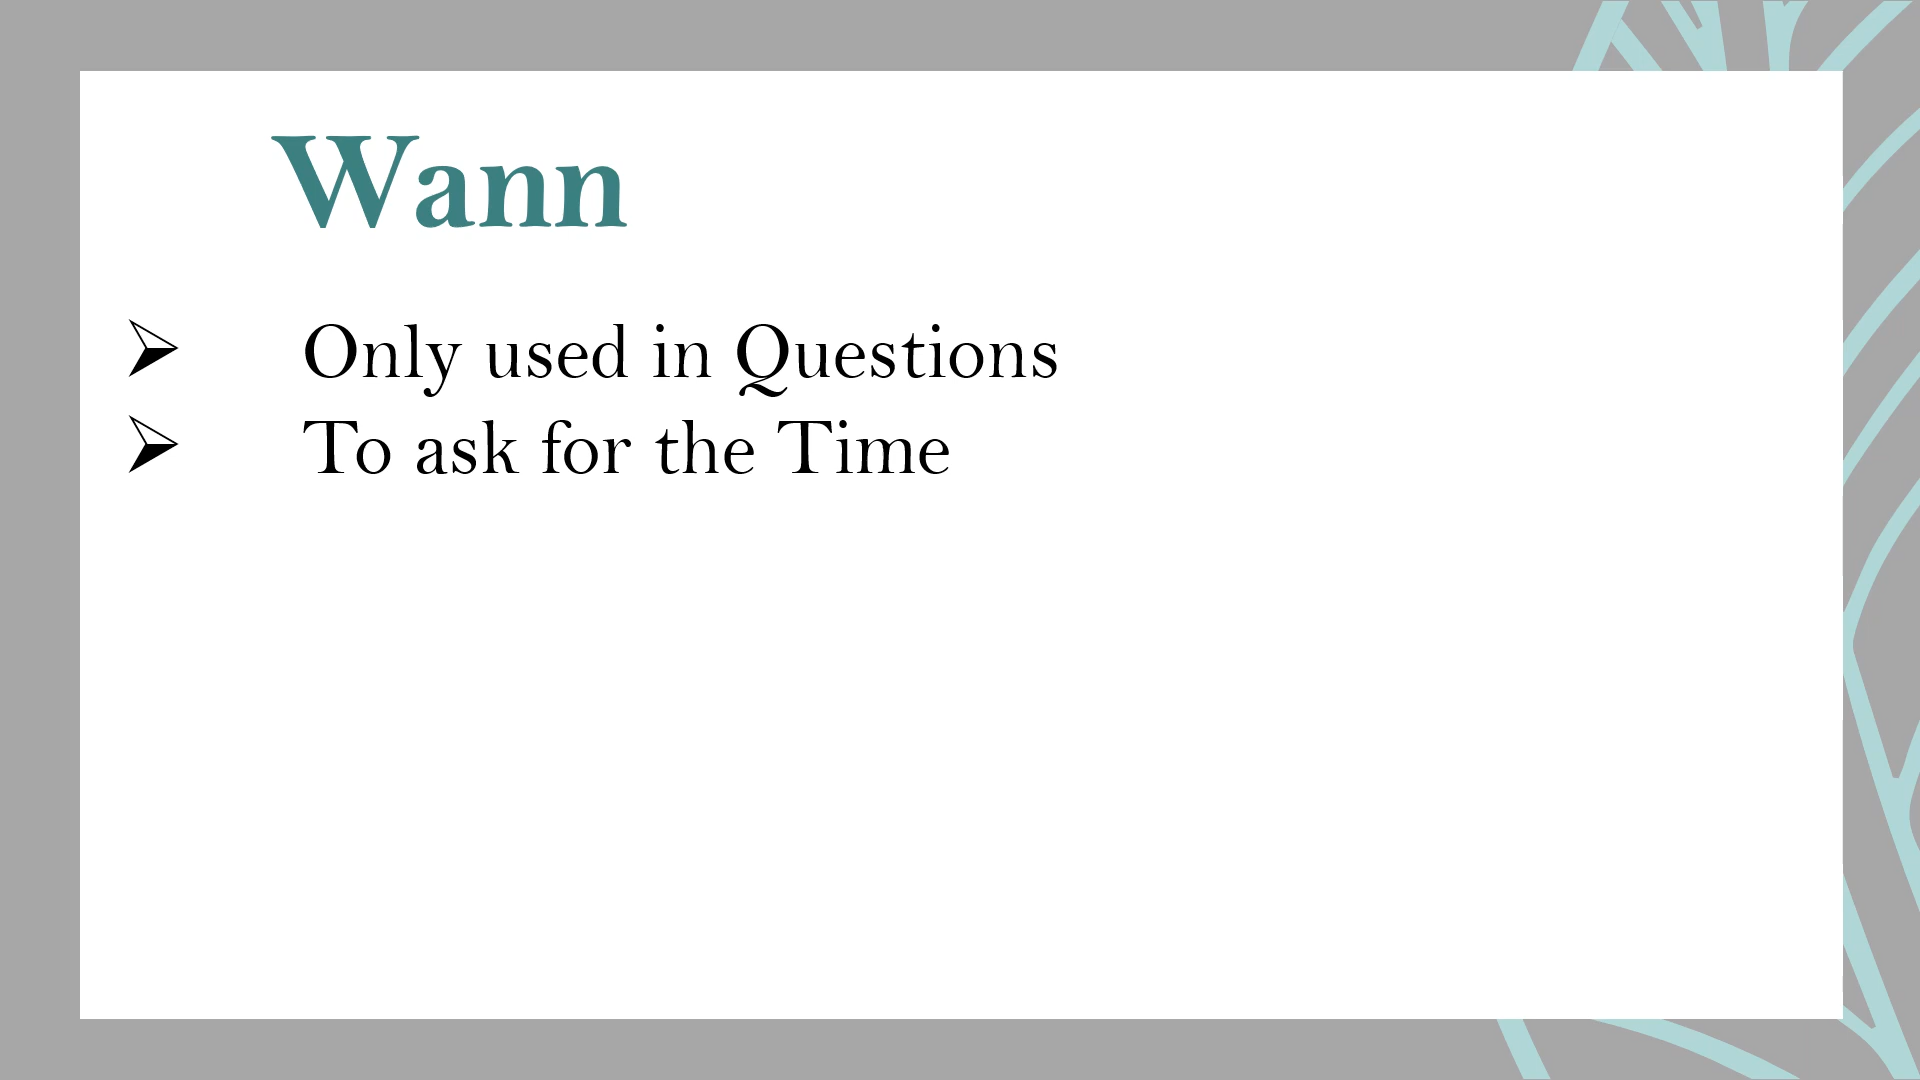 Wann
➢ Only used in Questions
➢ To ask for the Time